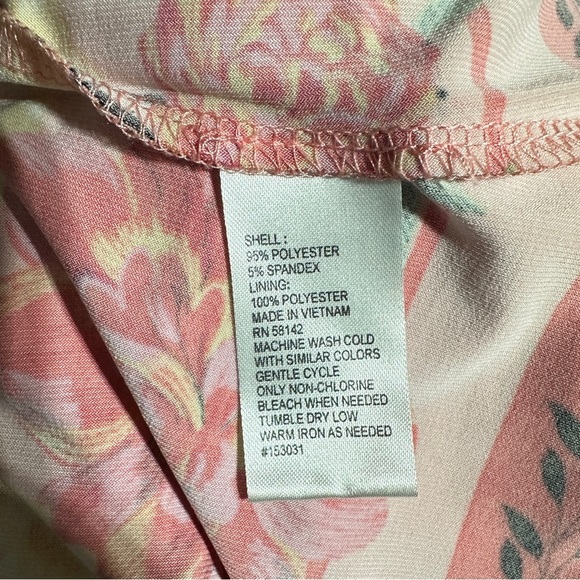 SHELL :
95% POLYESTER
5% SPANDEX
LINING:
100% POLYESTER
MADE IN VIETNAM
RN 58142
MACHINE WASH COLD
WITH SIMILAR COLORS
GENTLE CYCLE
ONLY NON-CHLORINE
BLEACH WHEN NEEDED
TUMBLE DRY LOW
WARM IRON AS NEEDED
#153031